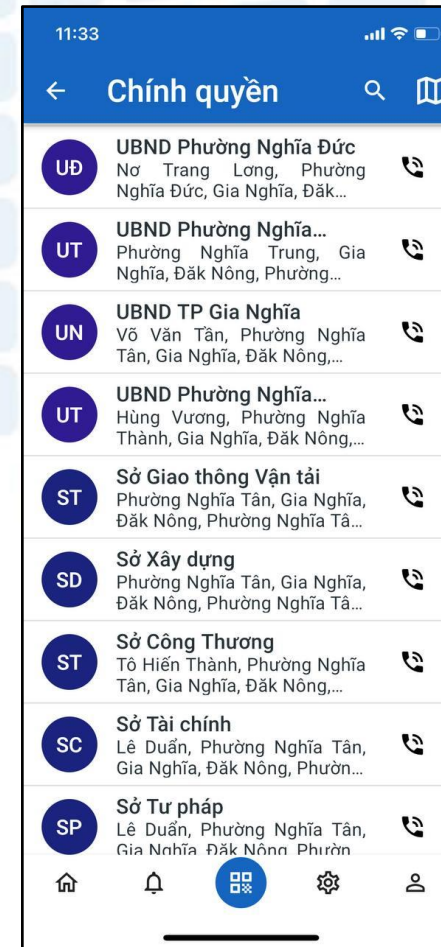 11:33
Chính quyền
UĐ
UBND Phường Nghĩa Đức
Nơ Trang Lơng, Phường
Nghĩa Đức, Gia Nghĩa, Đăk...
UT
UBND Phường Nghĩa...
Phường Nghĩa Trung, Gia
Nghĩa, Đăk Nông, Phường...
UN
UBND TP Gia Nghĩa
Võ Văn Tần, Phường Nghĩa
Tân, Gia Nghĩa, Đăk Nông,...
UT
UBND Phường Nghĩa...
Hùng Vương, Phường Nghĩa
Thành, Gia Nghĩa, Đăk Nông,...
ST
Sở Giao thông Vận tải
Phường Nghĩa Tân, Gia Nghĩa,
Đăk Nông, Phường Nghĩa Tâ...
SD
Sở Xây dựng
Phường Nghĩa Tân, Gia Nghĩa,
Đăk Nông, Phường Nghĩa Tâ...
ST
Sở Công Thương
Tô Hiến Thành, Phường Nghĩa
Tân, Gia Nghĩa, Đăk Nông,...
SC
Sở Tài chính
Lê Duẩn, Phường Nghĩa Tân,
Gia Nghĩa, Đăk Nông, Phườn...
SP
Sở Tư pháp
Lê Duẩn, Phường Nghĩa Tân,
Gia Nghĩa, Đăk Nông, Phườn